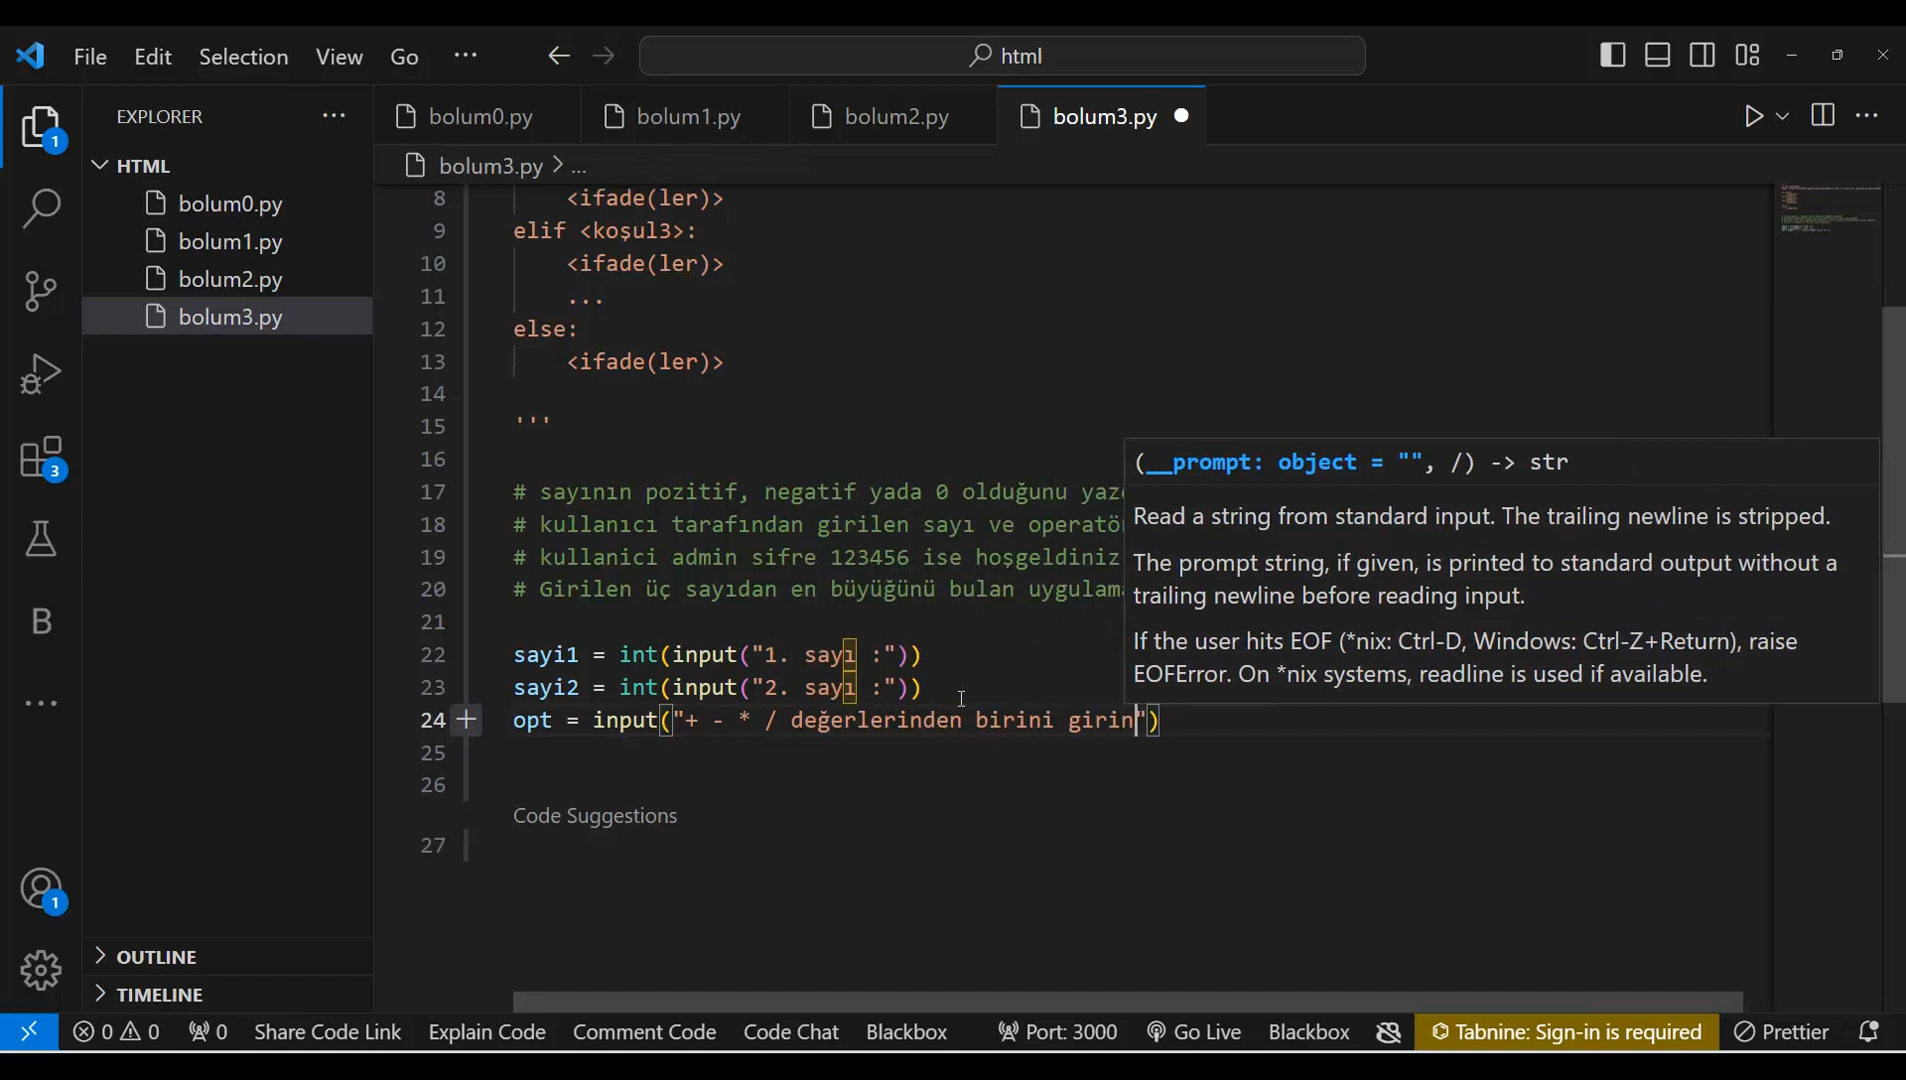 File Edit Selection View Go ... html
EXPLORER ...
HTML
bolum0.py
bolum1.py
bolum2.py
bolum3.py
OUTLINE
TIMELINE
bolum0.py bolum1.py bolum2.py bolum3.py
bolum3.py > ...
8 <ifade(ler)>
9 elif <koşul3>:
10 <ifade(ler)>
11 ...
12 else:
13 <ifade(ler)>
14
15 '''
16
17 # sayının pozitif, negatif yada 0 olduğunu
18 # kullanıcı tarafından girilen sayı ve
19 # kullanici admin sifre 123456 ise hoşgeldiniz
20 # Girilen üç sayıdan en büyüğünü bulan
21
22 sayi1 = int(input("1. sayı :"))
23 sayi2 = int(input("2. sayı :"))
24 opt = input("+ - * / değerlerinden birini girin")
25
26
Code Suggestions
27
(__prompt: object = "", /) -> str
Read a string from standard input. The trailing newline is stripped.
The prompt string, if given, is printed to standard output without a
trailing newline before reading input.
If the user hits EOF (*nix: Ctrl-D, Windows: Ctrl-Z+Return), raise
EOFError. On *nix systems, readline is used if available.
1
3
B
1
0 0 0 Share Code Link Explain Code Comment Code Code Chat Blackbox Port: 3000 Go Live Blackbox Tabnine: Sign-in is required Prettier